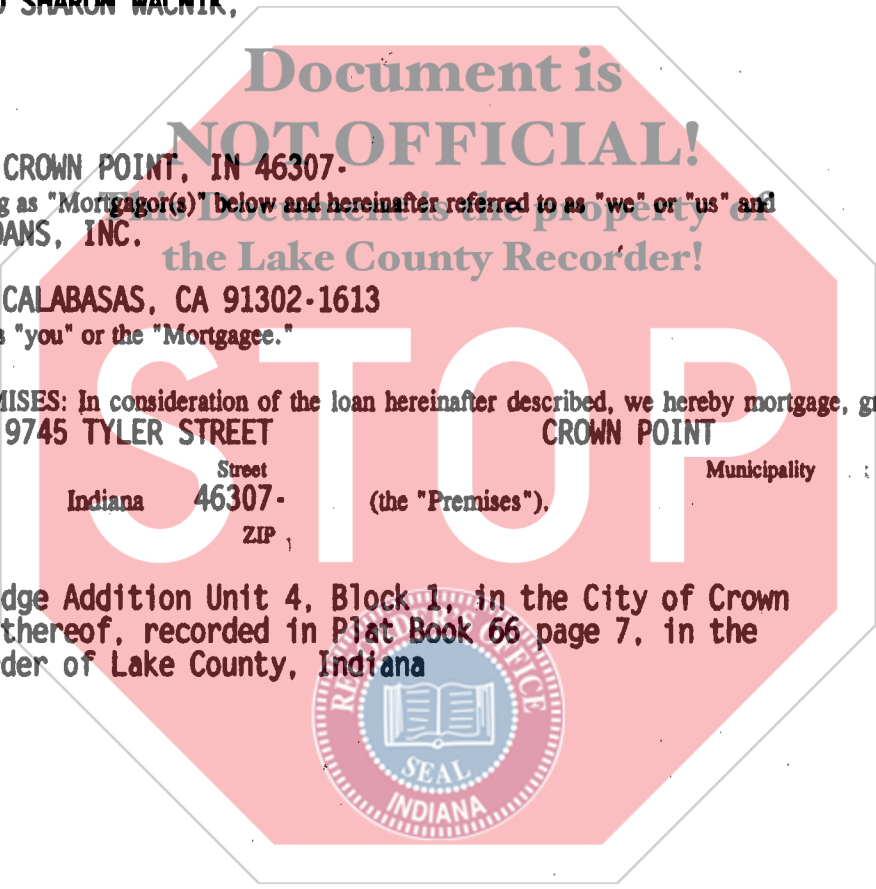 SHARON WACNIK,
Document is
NOT OFFICIAL!
CROWN POINT, IN 46307-
g as "Mortgagor(s)" below and hereinafter referred to as "we" or "us" and
This Document is the property of
OANS, INC.
the Lake County Recorder!
CALABASAS, CA 91302-1613
s "you" or the "Mortgagee."
STOP
MISES: In consideration of the loan hereinafter described, we hereby mortgage, gr
9745 TYLER STREET CROWN POINT
Street Municipality
Indiana 46307- (the "Premises"),
ZIP
dge Addition Unit 4, Block 1, in the City of Crown
thereof, recorded in Plat Book 66 page 7, in the
der of Lake County, Indiana
RECORDER'S OFFICE
SEAL
INDIANA